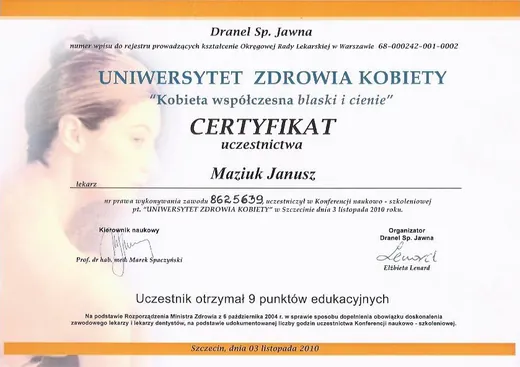 Dranel Sp. Jawna
numer wpisu do rejestru prowadzących kształcenie Okręgowej Rady Lekarskiej w Warszawie 68-000242-001-0002
UNIWERSYTET ZDROWIA KOBIETY
“Kobieta współczesna blaski i cienie”
CERTYFIKAT
uczestnictwa
Maziuk Janusz
lekarz
nr prawa wykonywania zawodu 8625639, uczestniczył w Konferencji naukowo - szkoleniowej
pt. “UNIWERSYTET ZDROWIA KOBIETY” w Szczecinie dnia 3 listopada 2010 roku.
Kierownik naukowy
Prof. dr hab. med. Marek Spaczyński
Organizator
Dranel Sp. Jawna
Lenard
Elżbieta Lenard
Uczestnik otrzymał 9 punktów edukacyjnych
Na podstawie Rozporządzenia Ministra Zdrowia z 6 października 2004 r. w sprawie sposobu dopełnienia obowiązku doskonalenia
zawodowego lekarzy i lekarzy dentystów, na podstawie udokumentowanej liczby godzin uczestnictwa Konferencji naukowo - szkoleniowej.
Szczecin, dnia 03 listopada 2010